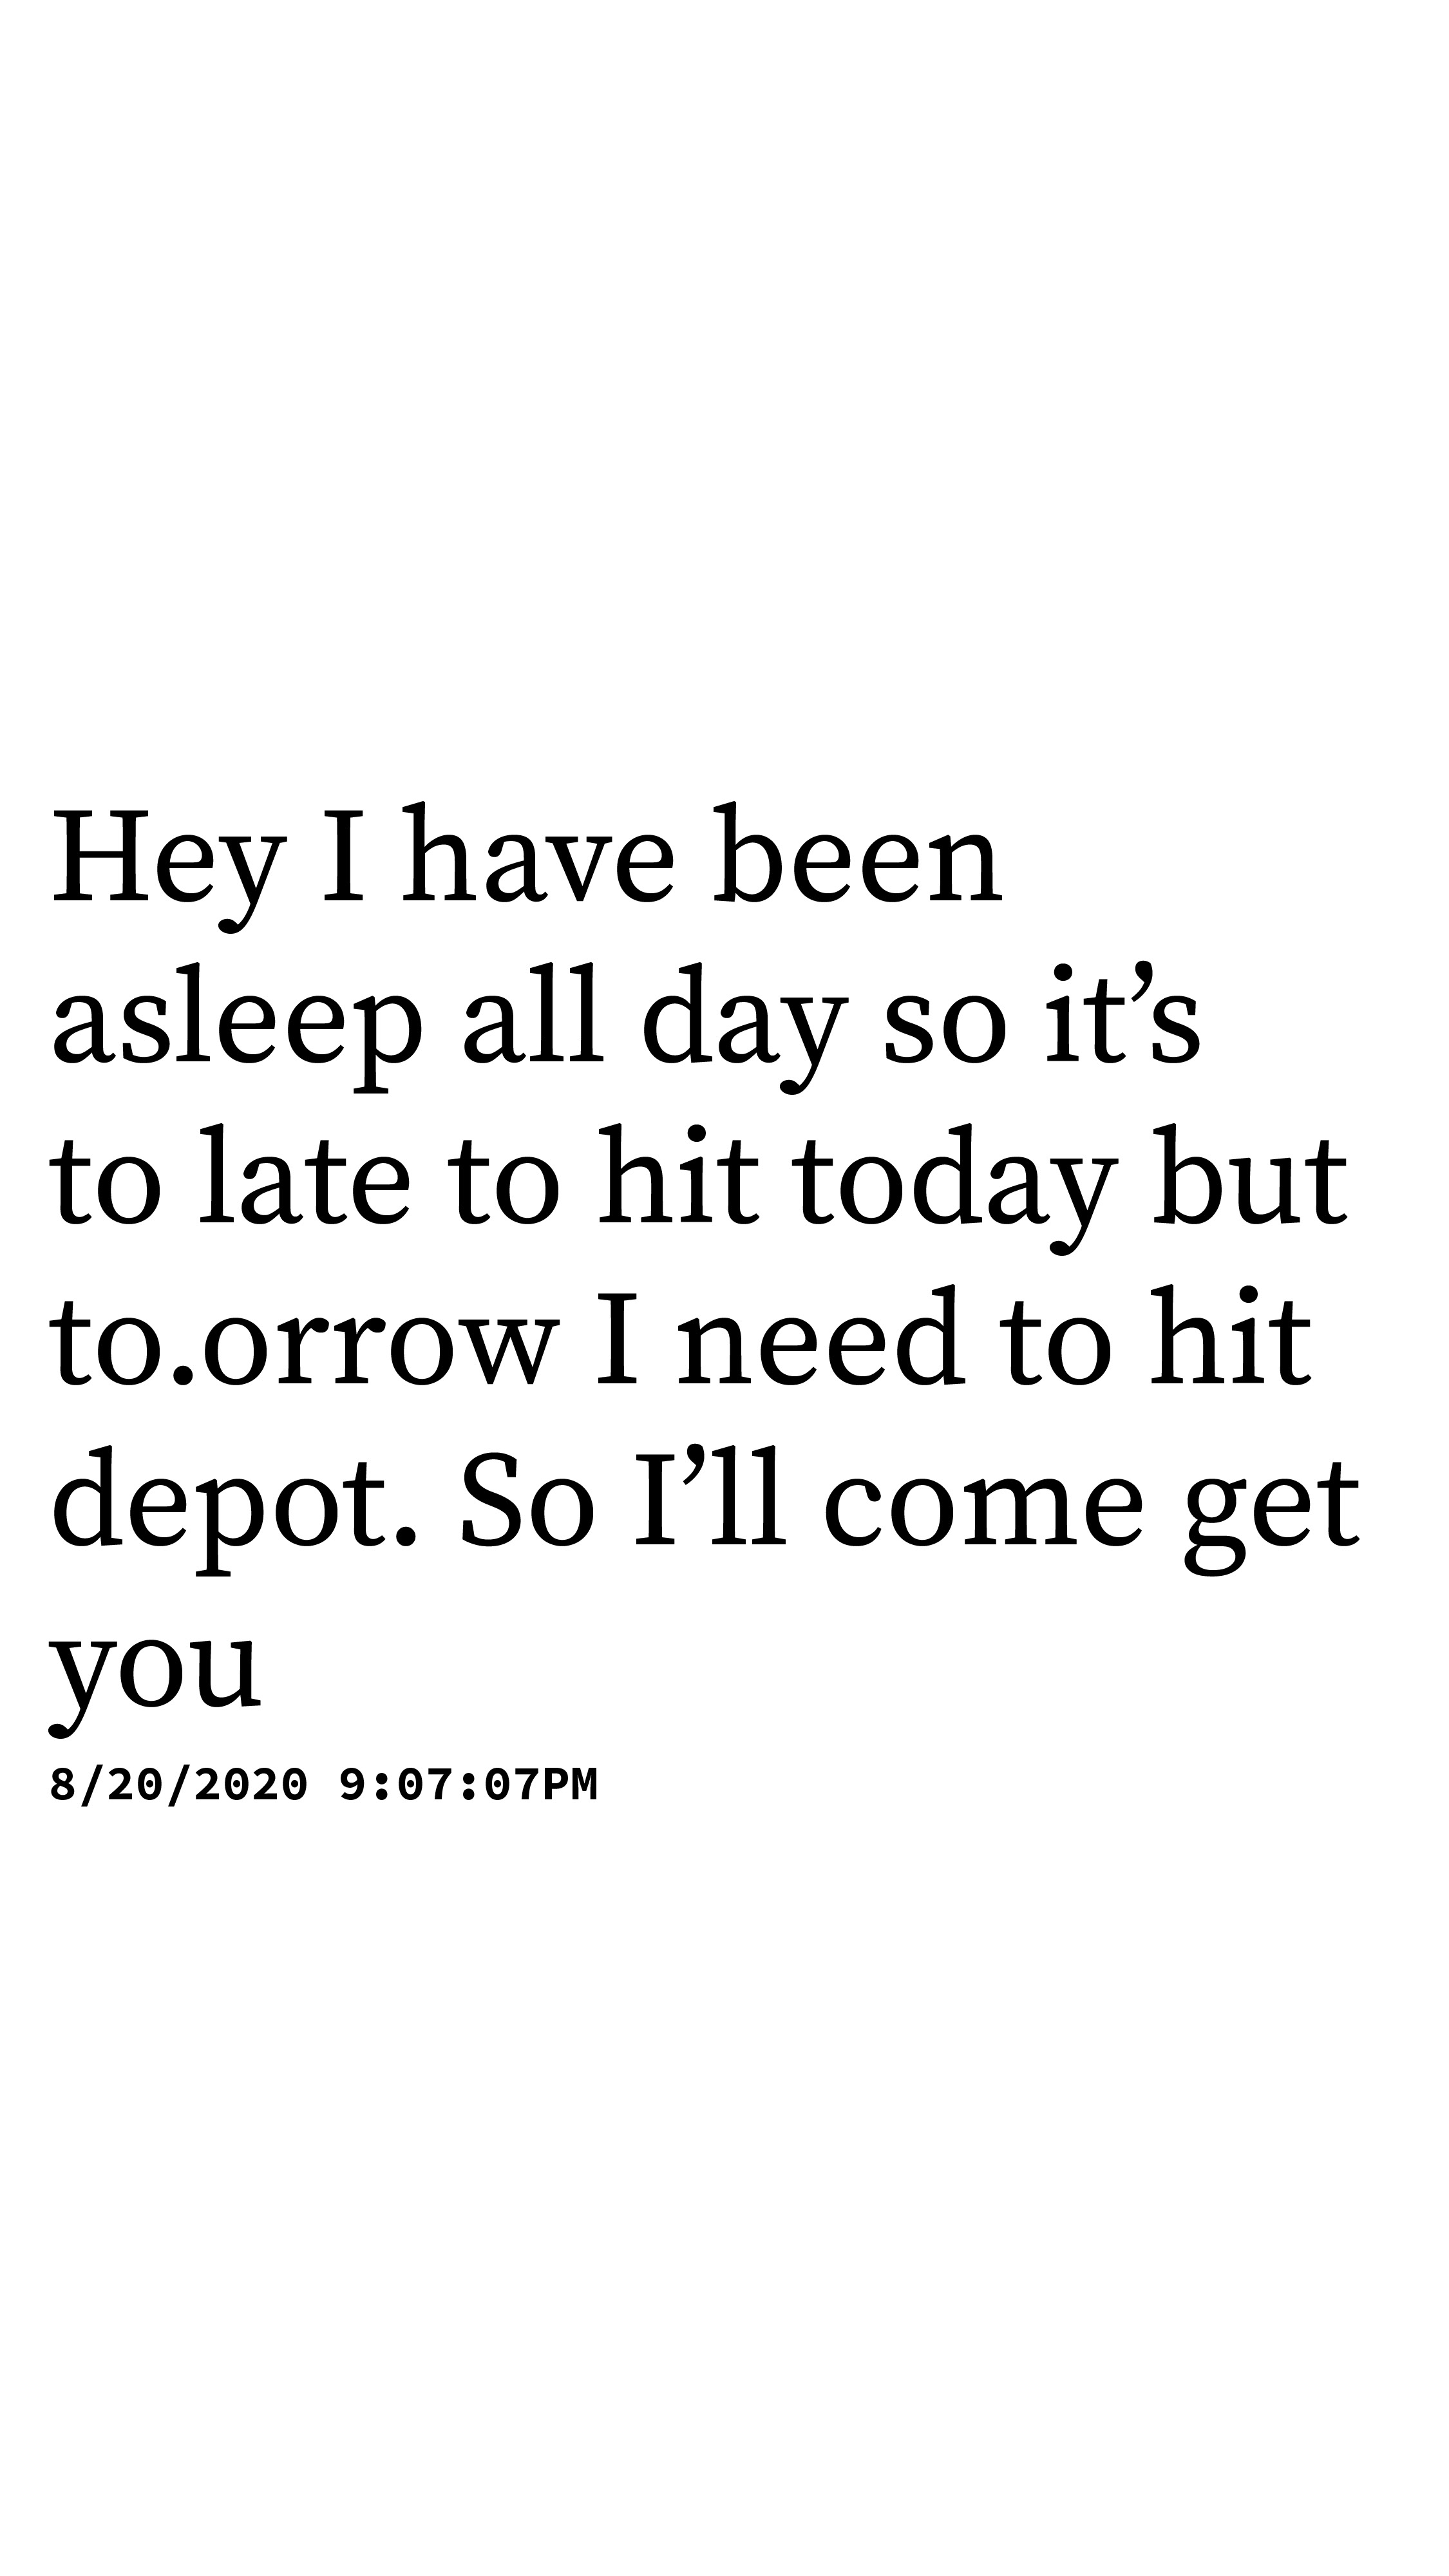 Hey I have been
asleep all day so it’s
to late to hit today but
to.orrow I need to hit
depot. So I’ll come get
you
8/20/2020 9:07:07PM